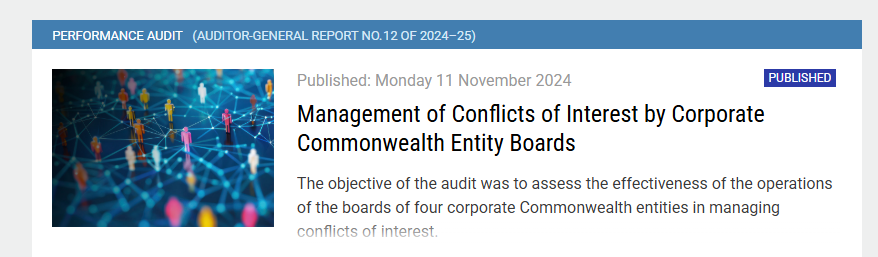 PERFORMANCE AUDIT (AUDITOR-GENERAL REPORT NO.12 OF 2024–25)
Published: Monday 11 November 2024
PUBLISHED
Management of Conflicts of Interest by Corporate
Commonwealth Entity Boards
The objective of the audit was to assess the effectiveness of the operations
of the boards of four corporate Commonwealth entities in managing
conflicts of interest.